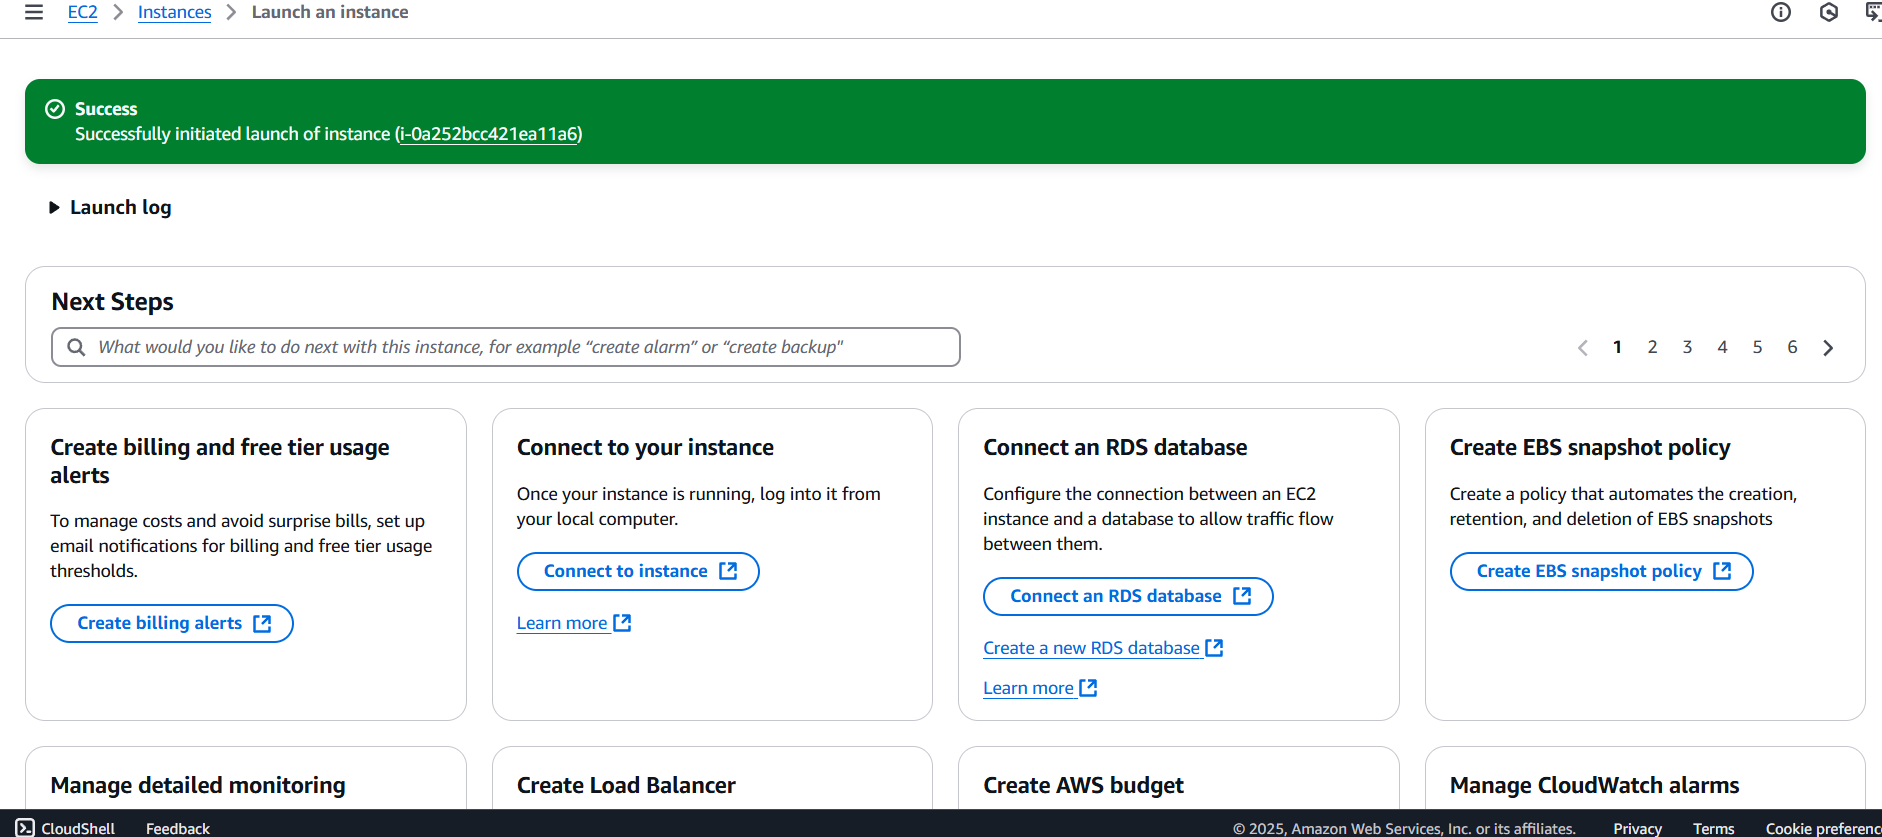 EC2 Instances Launch an instance
Success
Successfully initiated launch of instance (i-0a252bcc421ea11a6)
Launch log
Next Steps
What would you like to do next with this instance, for example “create alarm” or “create backup"
1 2 3 4 5 6
Create billing and free tier usage
alerts
To manage costs and avoid surprise bills, set up
email notifications for billing and free tier usage
thresholds.
Create billing alerts
Connect to your instance
Once your instance is running, log into it from
your local computer.
Connect to instance
Learn more
Connect an RDS database
Configure the connection between an EC2
instance and a database to allow traffic flow
between them.
Connect an RDS database
Create a new RDS database
Learn more
Create EBS snapshot policy
Create a policy that automates the creation,
retention, and deletion of EBS snapshots
Create EBS snapshot policy
Manage detailed monitoring
Create Load Balancer
Create AWS budget
Manage CloudWatch alarms
CloudShell Feedback © 2025, Amazon Web Services, Inc. or its affiliates. Privacy Terms Cookie preferenc